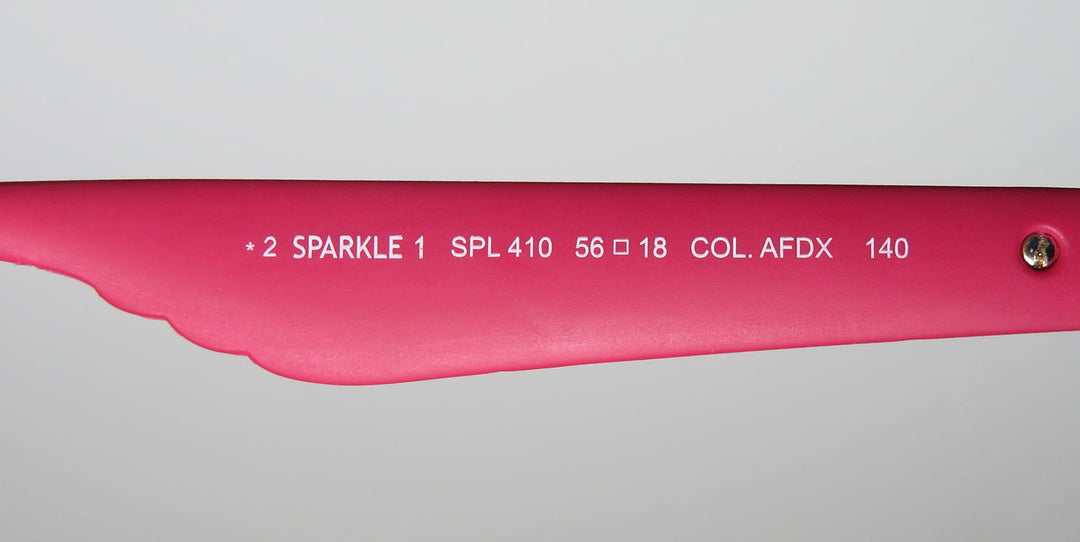 * 2 SPARKLE 1 SPL 410 56 □ 18 COL. AFDX 140